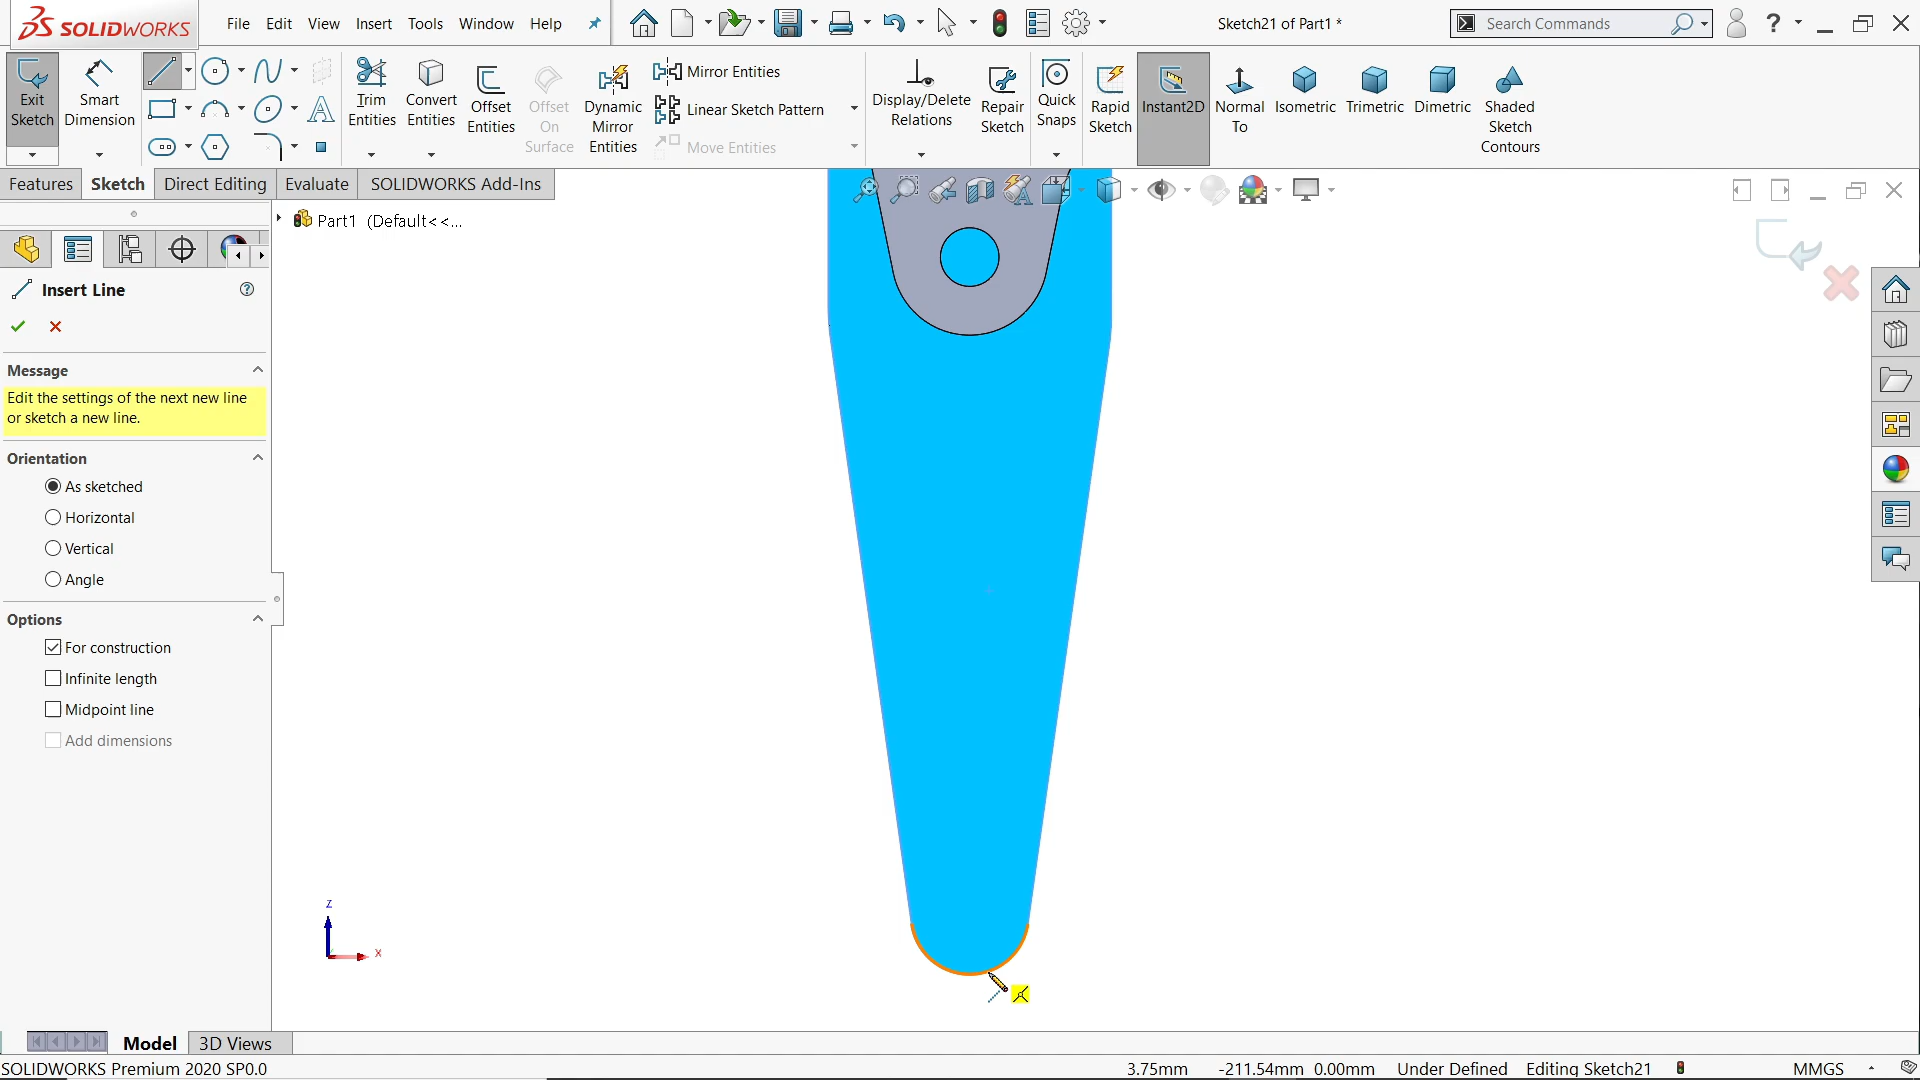 SOLIDWORKS File Edit View Insert Tools Window Help Sketch21 of Part1 * Search Commands ?
Exit Sketch
Smart Dimension
Trim Entities
Convert Entities
Offset Entities
Offset On Surface
Dynamic Mirror Entities
Mirror Entities
Linear Sketch Pattern
Move Entities
Display/Delete Relations
Repair Sketch
Quick Snaps
Rapid Sketch
Instant2D
Normal To
Isometric
Trimetric
Dimetric
Shaded Sketch Contours
Features Sketch Direct Editing Evaluate SOLIDWORKS Add-Ins
Part1 (Default<<...
Insert Line
Message
Edit the settings of the next new line
or sketch a new line.
Orientation
As sketched
Horizontal
Vertical
Angle
Options
For construction
Infinite length
Midpoint line
Add dimensions
z
x
Model 3D Views
SOLIDWORKS Premium 2020 SP0.0 3.75mm -211.54mm 0.00mm Under Defined Editing Sketch21 MMGS